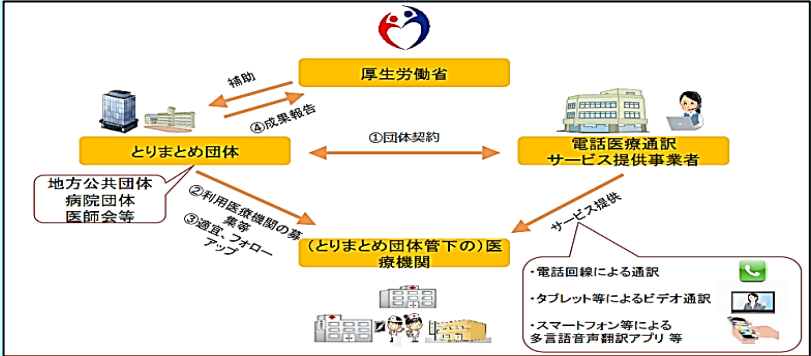 厚生労働省
補助
④成果報告
とりまとめ団体
①団体契約
電話医療通訳
サービス提供事業者
地方公共団体
病院団体
医師会等
②利用医療機関の募
集等
③適宜、フォロー
アップ
サービス提供
(とりまとめ団体管下の)医
療機関
・電話回線による通訳
・タブレット等によるビデオ通訳
・スマートフォン等による
多言語音声翻訳アプリ 等